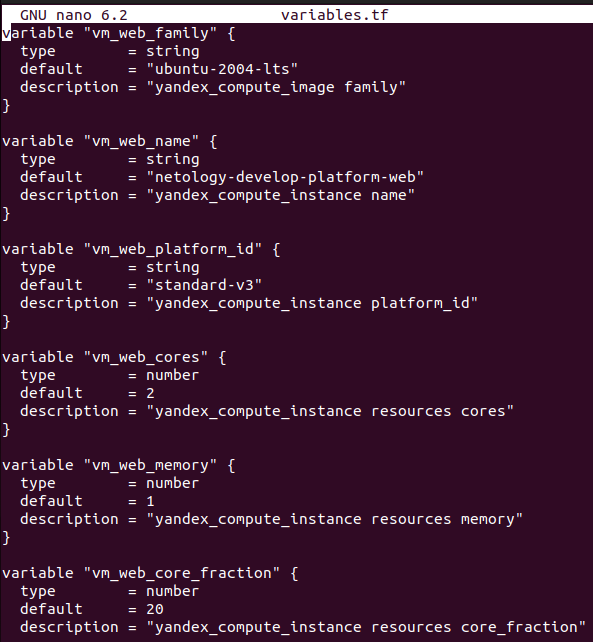 GNU nano 6.2                 variables.tf
variable "vm_web_family" {
  type        = string
  default     = "ubuntu-2004-lts"
  description = "yandex_compute_image family"
}

variable "vm_web_name" {
  type        = string
  default     = "netology-develop-platform-web"
  description = "yandex_compute_instance name"
}

variable "vm_web_platform_id" {
  type        = string
  default     = "standard-v3"
  description = "yandex_compute_instance platform_id"
}

variable "vm_web_cores" {
  type        = number
  default     = 2
  description = "yandex_compute_instance resources cores"
}

variable "vm_web_memory" {
  type        = number
  default     = 1
  description = "yandex_compute_instance resources memory"
}

variable "vm_web_core_fraction" {
  type        = number
  default     = 20
  description = "yandex_compute_instance resources core_fraction"